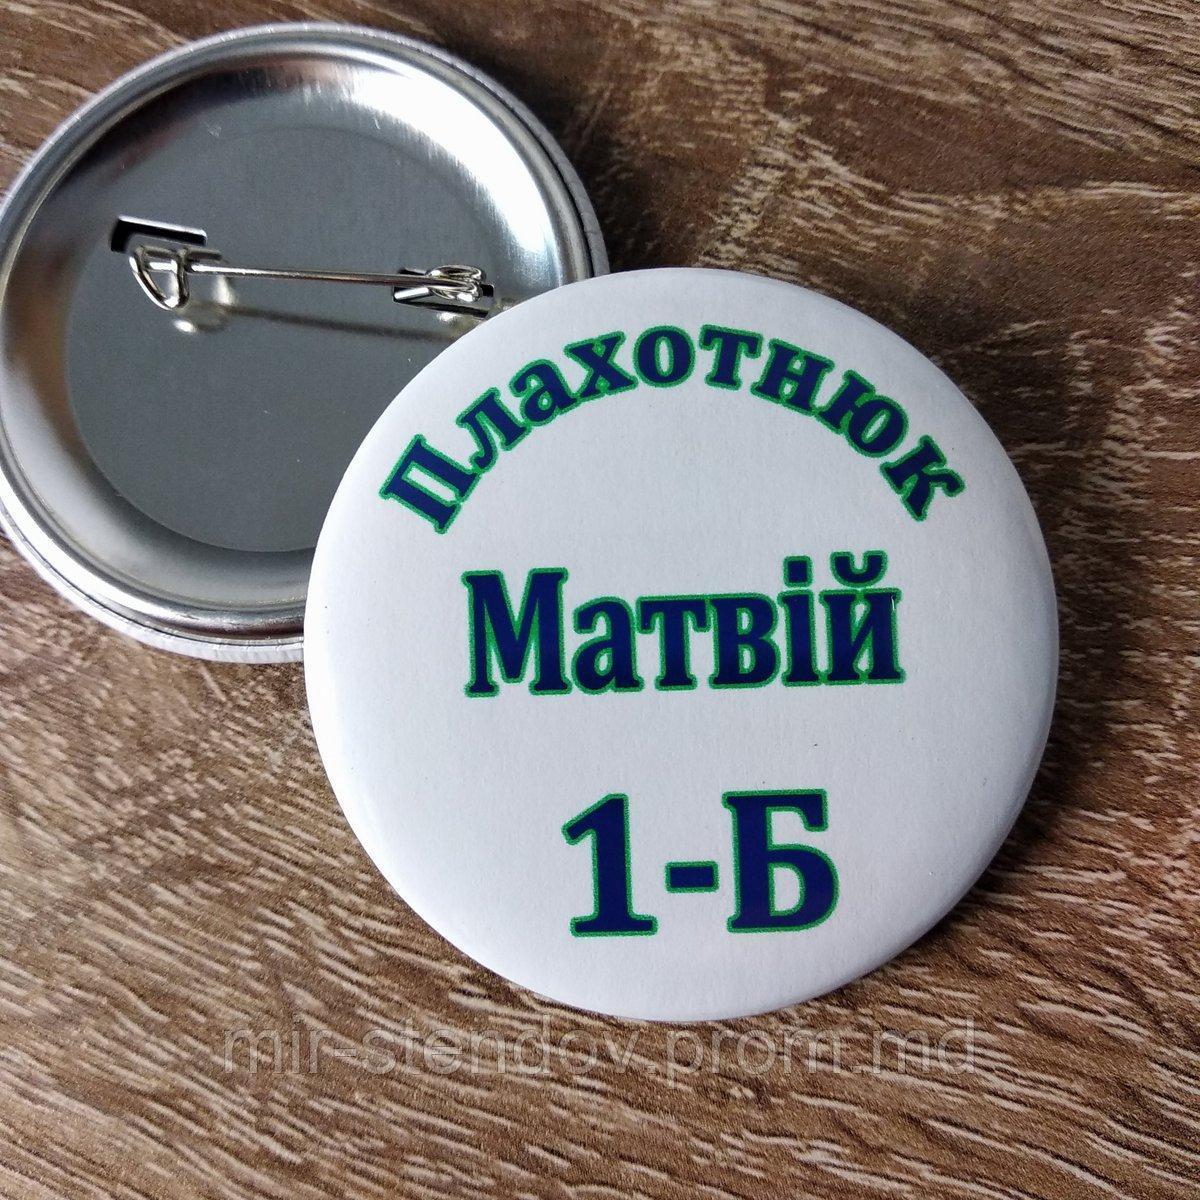 Плахотнюк
Матвій
1-Б
mir-stendov.prom.md